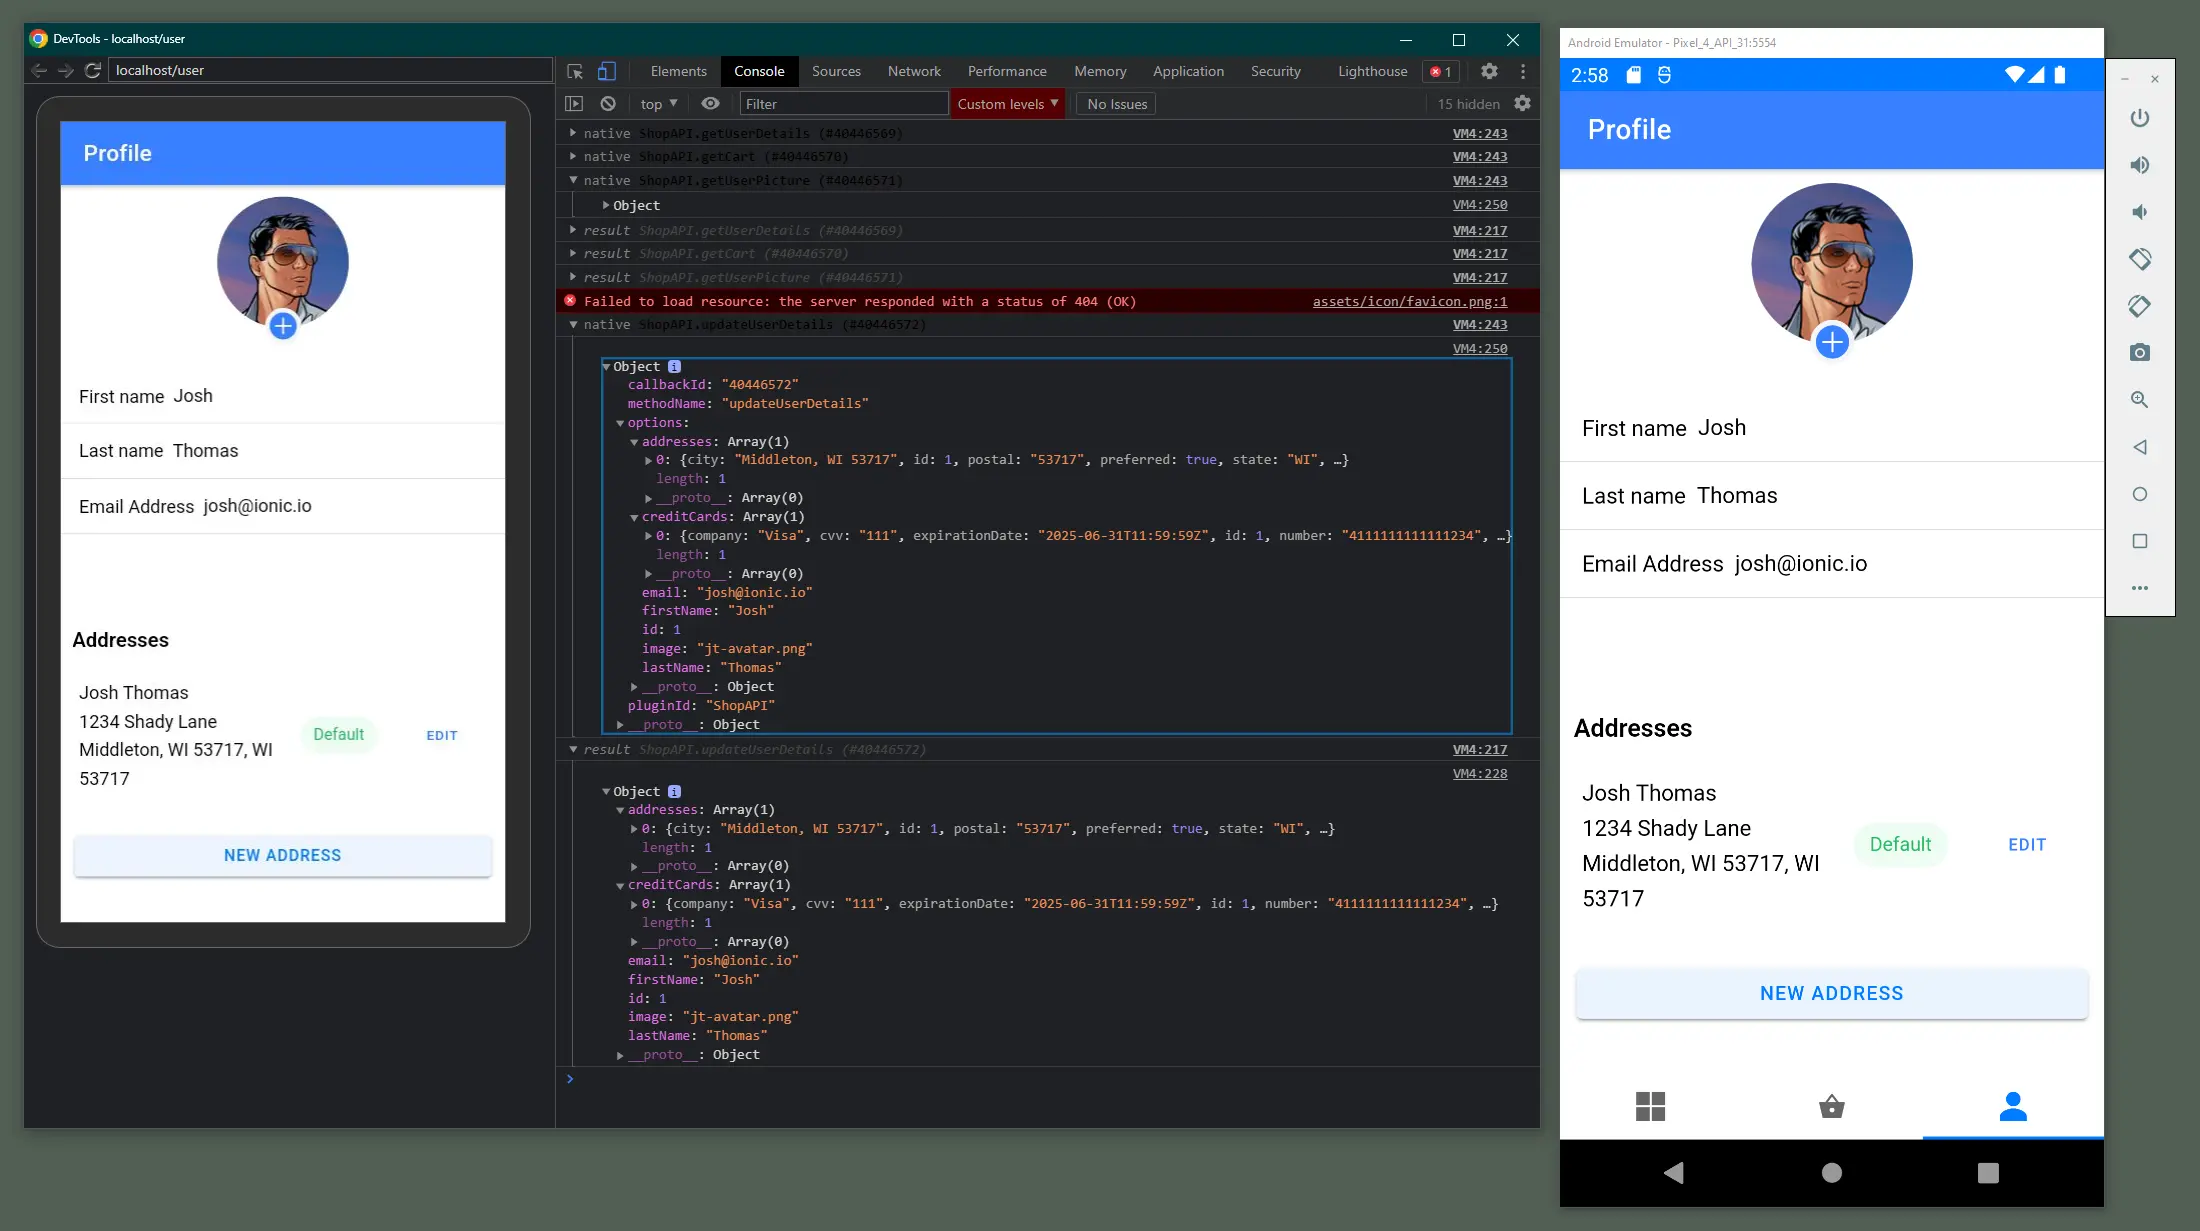 DevTools - localhost/user
localhost/user
Profile
First name Josh
Last name Thomas
Email Address josh@ionic.io
Addresses
Josh Thomas
1234 Shady Lane
Middleton, WI 53717, WI
53717
Default
EDIT
NEW ADDRESS
Elements Console Sources Network Performance Memory Application Security Lighthouse 1
top Filter Custom levels No Issues 15 hidden
native ShopAPI.getUserDetails (#40446569) VM4:243
native ShopAPI.getCart (#40446570) VM4:243
native ShopAPI.getUserPicture (#40446571) VM4:243
Object VM4:250
result ShopAPI.getUserDetails (#40446569) VM4:217
result ShopAPI.getCart (#40446570) VM4:217
result ShopAPI.getUserPicture (#40446571) VM4:217
Failed to load resource: the server responded with a status of 404 (OK) assets/icon/favicon.png:1
native ShopAPI.updateUserDetails (#40446572) VM4:243
VM4:250
Object i
callbackId: "40446572"
methodName: "updateUserDetails"
options:
addresses: Array(1)
0: {city: "Middleton, WI 53717", id: 1, postal: "53717", preferred: true, state: "WI", …}
length: 1
__proto__: Array(0)
creditCards: Array(1)
0: {company: "Visa", cvv: "111", expirationDate: "2025-06-31T11:59:59Z", id: 1, number: "4111111111111234", …}
length: 1
__proto__: Array(0)
email: "josh@ionic.io"
firstName: "Josh"
id: 1
image: "jt-avatar.png"
lastName: "Thomas"
__proto__: Object
pluginId: "ShopAPI"
__proto__: Object
result ShopAPI.updateUserDetails (#40446572) VM4:217
VM4:228
Object i
addresses: Array(1)
0: {city: "Middleton, WI 53717", id: 1, postal: "53717", preferred: true, state: "WI", …}
length: 1
__proto__: Array(0)
creditCards: Array(1)
0: {company: "Visa", cvv: "111", expirationDate: "2025-06-31T11:59:59Z", id: 1, number: "4111111111111234", …}
length: 1
__proto__: Array(0)
email: "josh@ionic.io"
firstName: "Josh"
id: 1
image: "jt-avatar.png"
lastName: "Thomas"
__proto__: Object
Android Emulator - Pixel_4_API_31:5554
2:58
Profile
First name Josh
Last name Thomas
Email Address josh@ionic.io
Addresses
Josh Thomas
1234 Shady Lane
Middleton, WI 53717, WI
53717
Default
EDIT
NEW ADDRESS